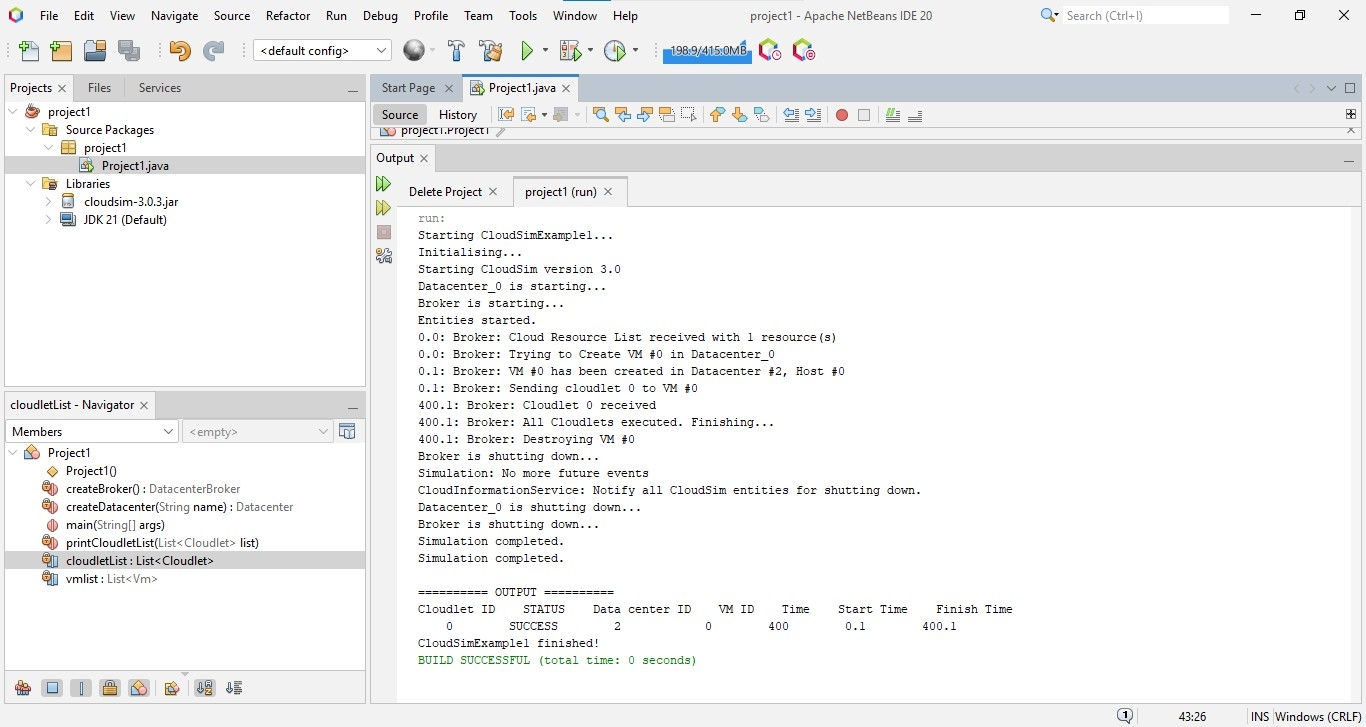 File Edit View Navigate Source Refactor Run Debug Profile Team Tools Window Help
project1 - Apache NetBeans IDE 20
Search (Ctrl+I)
<default config>
198.9/415.0MB
Projects Files Services
project1
Source Packages
project1
Project1.java
Libraries
cloudsim-3.0.3.jar
JDK 21 (Default)
cloudletList - Navigator
Members <empty>
Project1
Project1()
createBroker() : DatacenterBroker
createDatacenter(String name) : Datacenter
main(String[] args)
printCloudletList(List<Cloudlet> list)
cloudletList : List<Cloudlet>
vmlist : List<Vm>
Start Page Project1.java
Source History
project1.Project1
Output
Delete Project project1 (run)
run:
Starting CloudSimExample1...
Initialising...
Starting CloudSim version 3.0
Datacenter_0 is starting...
Broker is starting...
Entities started.
0.0: Broker: Cloud Resource List received with 1 resource(s)
0.0: Broker: Trying to Create VM #0 in Datacenter_0
0.1: Broker: VM #0 has been created in Datacenter #2, Host #0
0.1: Broker: Sending cloudlet 0 to VM #0
400.1: Broker: Cloudlet 0 received
400.1: Broker: All Cloudlets executed. Finishing...
400.1: Broker: Destroying VM #0
Broker is shutting down...
Simulation: No more future events
CloudInformationService: Notify all CloudSim entities for shutting down.
Datacenter_0 is shutting down...
Broker is shutting down...
Simulation completed.
Simulation completed.
========== OUTPUT ==========
Cloudlet ID STATUS Data center ID VM ID Time Start Time Finish Time
0 SUCCESS 2 0 400 0.1 400.1
CloudSimExample1 finished!
BUILD SUCCESSFUL (total time: 0 seconds)
1 43:26 INS Windows (CRLF)